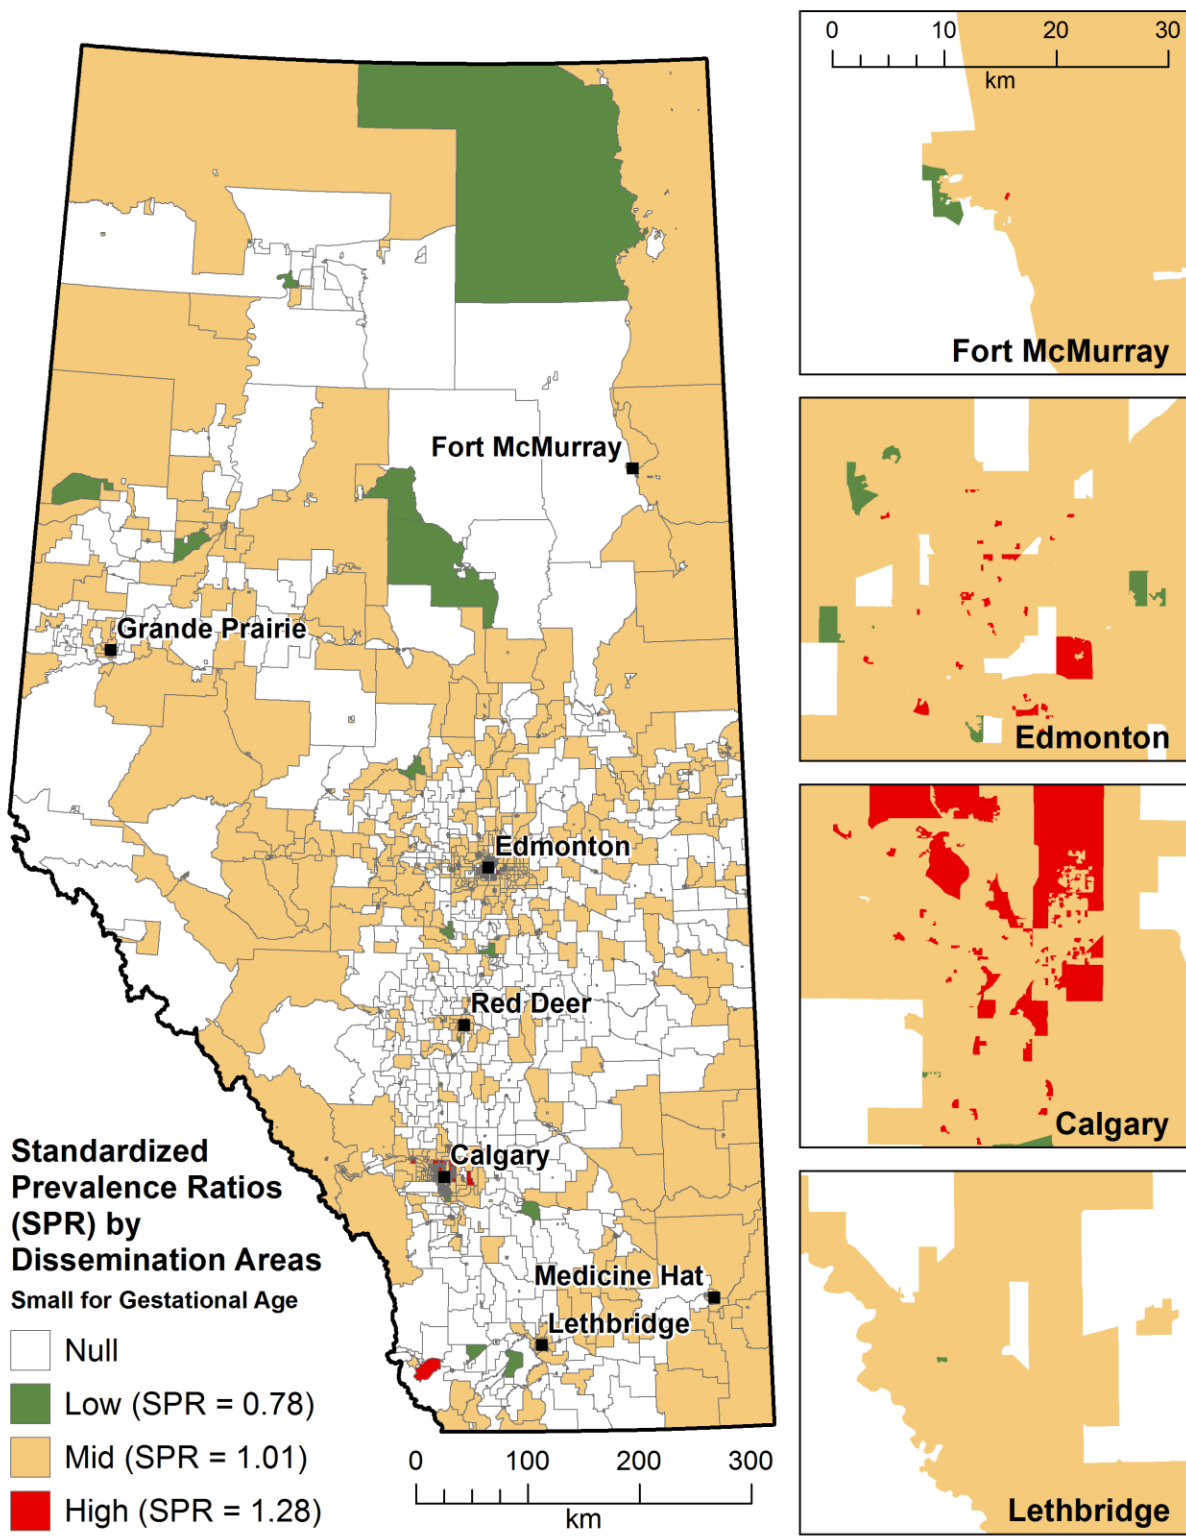 0 10 20 30
km
Fort McMurray
Fort McMurray
Grande Prairie
Edmonton
Edmonton
Red Deer
Calgary
Calgary
Medicine Hat
Lethbridge
Lethbridge
Standardized
Prevalence Ratios
(SPR) by
Dissemination Areas
Small for Gestational Age
Null
Low (SPR = 0.78)
Mid (SPR = 1.01)
High (SPR = 1.28)
0 100 200 300
km